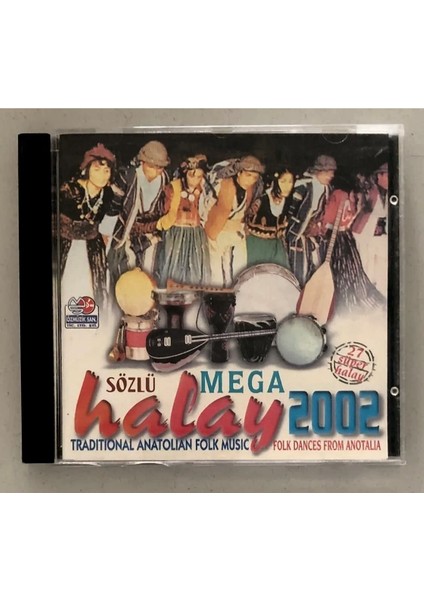 ÖZMÜZİK SAN.
27
süper
halay
SÖZLÜ
MEGA
halay 2002
TRADITIONAL ANATOLIAN FOLK MUSIC
FOLK DANCES FROM ANOTALIA